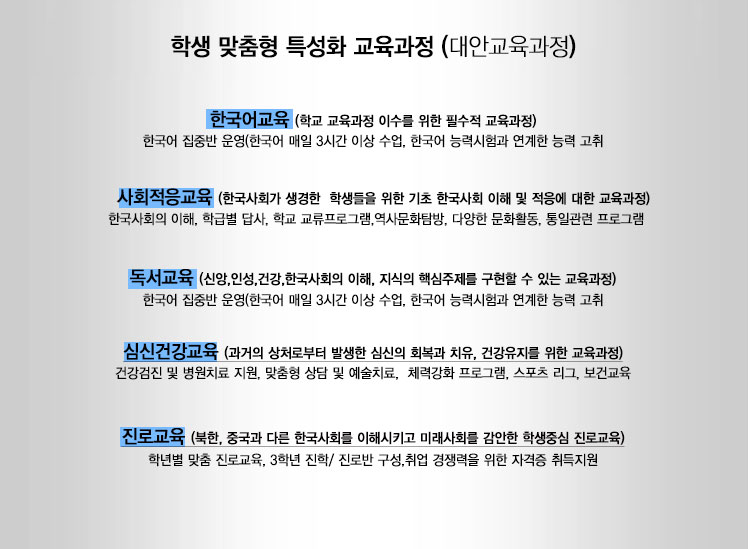 학생 맞춤형 특성화 교육과정 (대안교육과정)
한국어교육 (학교 교육과정 이수를 위한 필수적 교육과정)
한국어 집중반 운영(한국어 매일 3시간 이상 수업, 한국어 능력시험과 연계한 능력 고취
사회적응교육 (한국사회가 생경한 학생들을 위한 기초 한국사회 이해 및 적응에 대한 교육과정)
한국사회의 이해, 학급별 답사, 학교 교류프로그램,역사문화탐방, 다양한 문화활동, 통일관련 프로그램
독서교육 (신앙,인성,건강,한국사회의 이해, 지식의 핵심주제를 구현할 수 있는 교육과정)
한국어 집중반 운영(한국어 매일 3시간 이상 수업, 한국어 능력시험과 연계한 능력 고취
심신건강교육 (과거의 상처로부터 발생한 심신의 회복과 치유, 건강유지를 위한 교육과정)
건강검진 및 병원치료 지원, 맞춤형 상담 및 예술치료, 체력강화 프로그램, 스포츠 리그, 보건교육
진로교육 (북한, 중국과 다른 한국사회를 이해시키고 미래사회를 감안한 학생중심 진로교육)
학년별 맞춤 진로교육, 3학년 진학/ 진로반 구성,취업 경쟁력을 위한 자격증 취득지원